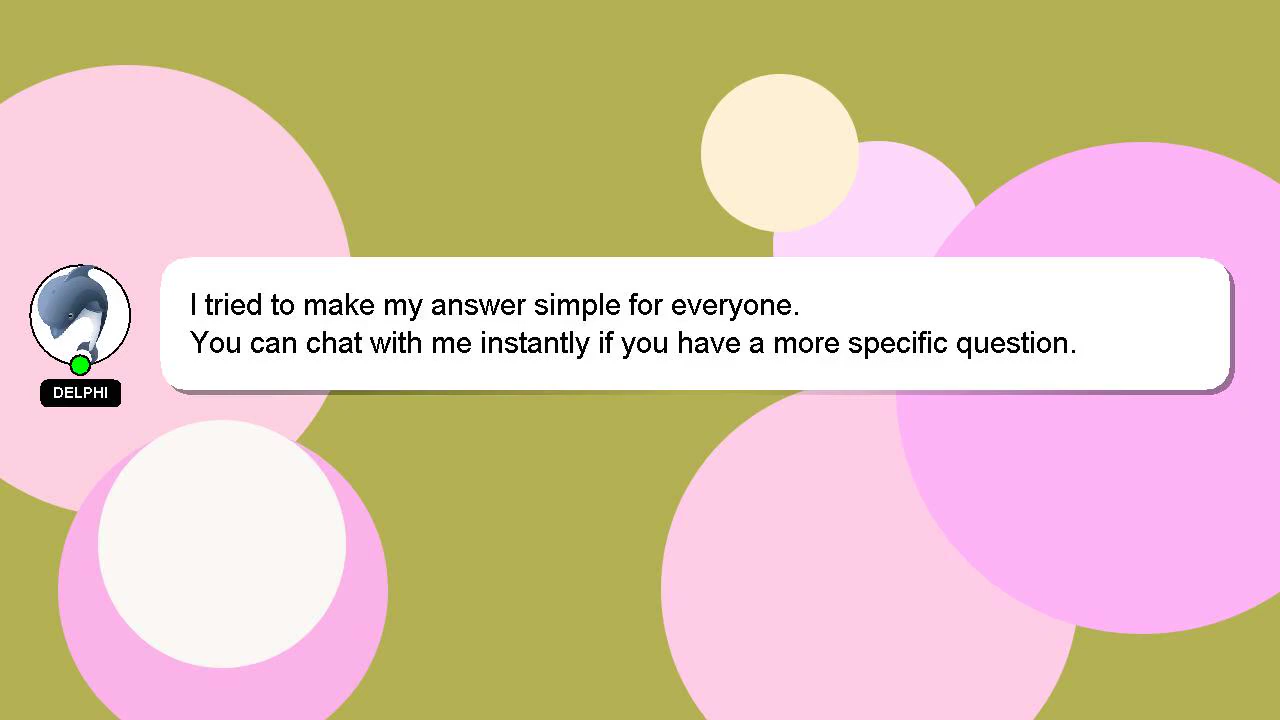 I tried to make my answer simple for everyone.
You can chat with me instantly if you have a more specific question.
DELPHI